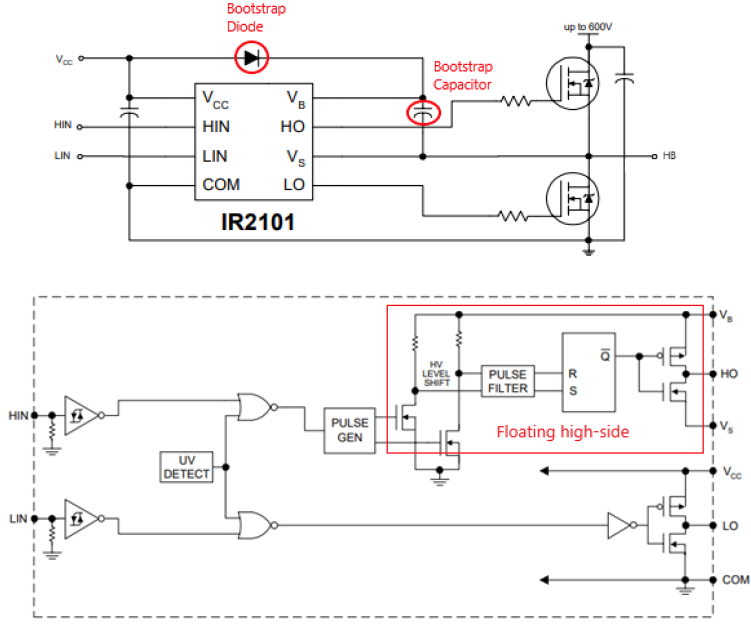 Bootstrap
Diode
up to 600V
Vcc
Bootstrap
Capacitor
VCC
VB
HIN
HIN
HO
LIN
LIN
VS
HB
COM
LO
IR2101
VB
HV
LEVEL
SHIFT
PULSE
FILTER
R
S
Q̅
HO
HIN
PULSE
GEN
Floating high-side
VS
UV
DETECT
VCC
LIN
LO
COM